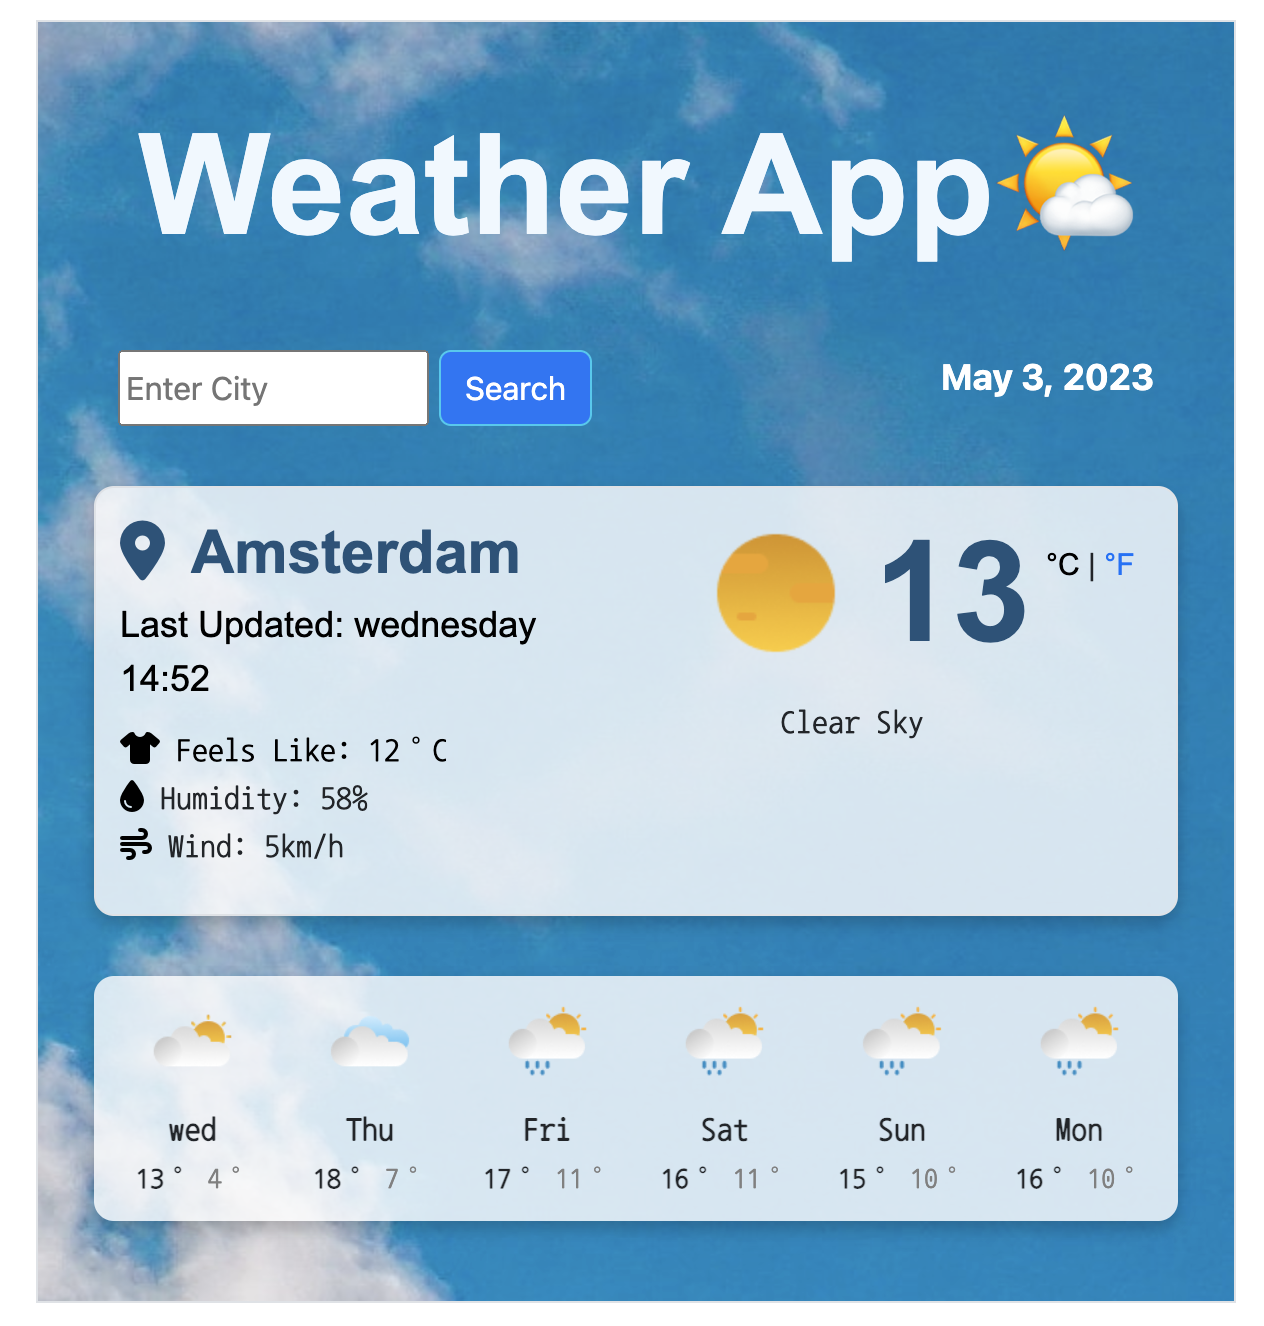 Weather App
Enter City
Search
May 3, 2023
Amsterdam
13
°C | °F
Last Updated: wednesday
14:52
Clear Sky
Feels Like: 12°C
Humidity: 58%
Wind: 5km/h
wed Thu Fri Sat Sun Mon
13° 4° 18° 7° 17° 11° 16° 11° 15° 10° 16° 10°